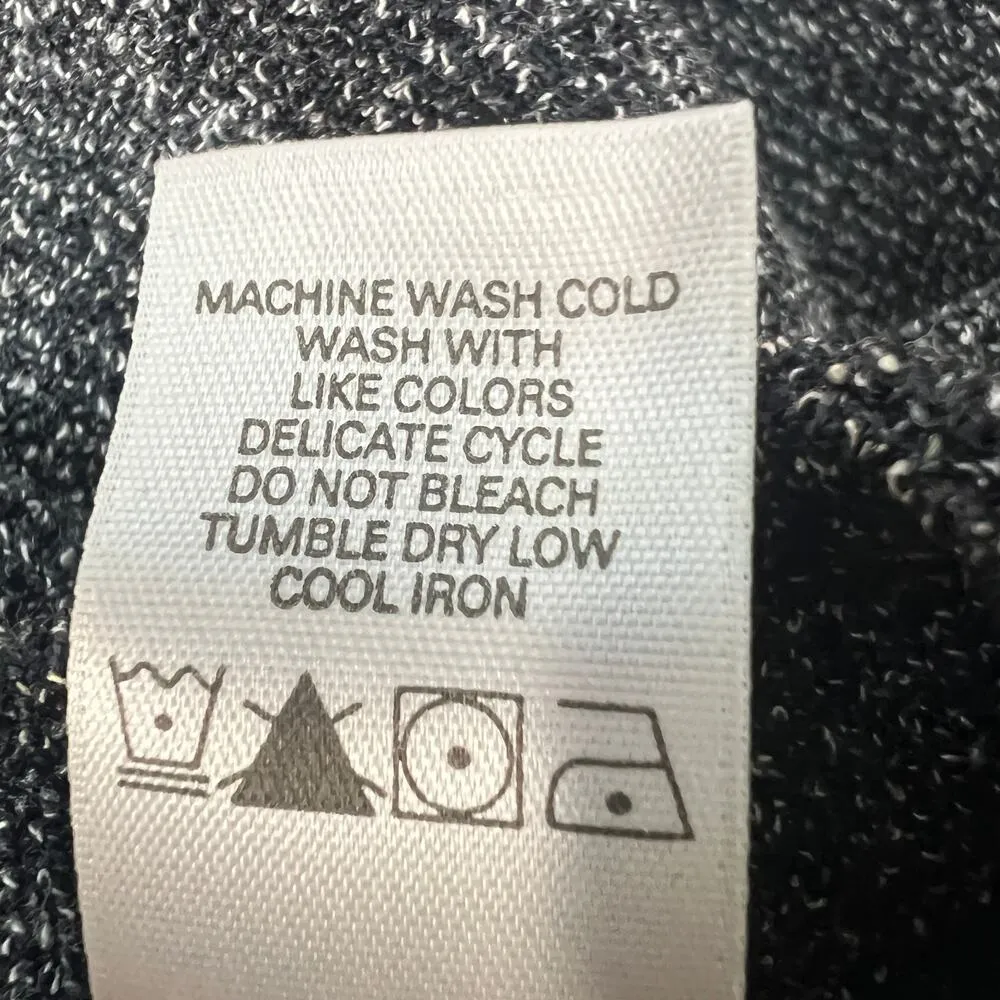 MACHINE WASH COLD
WASH WITH
LIKE COLORS
DELICATE CYCLE
DO NOT BLEACH
TUMBLE DRY LOW
COOL IRON